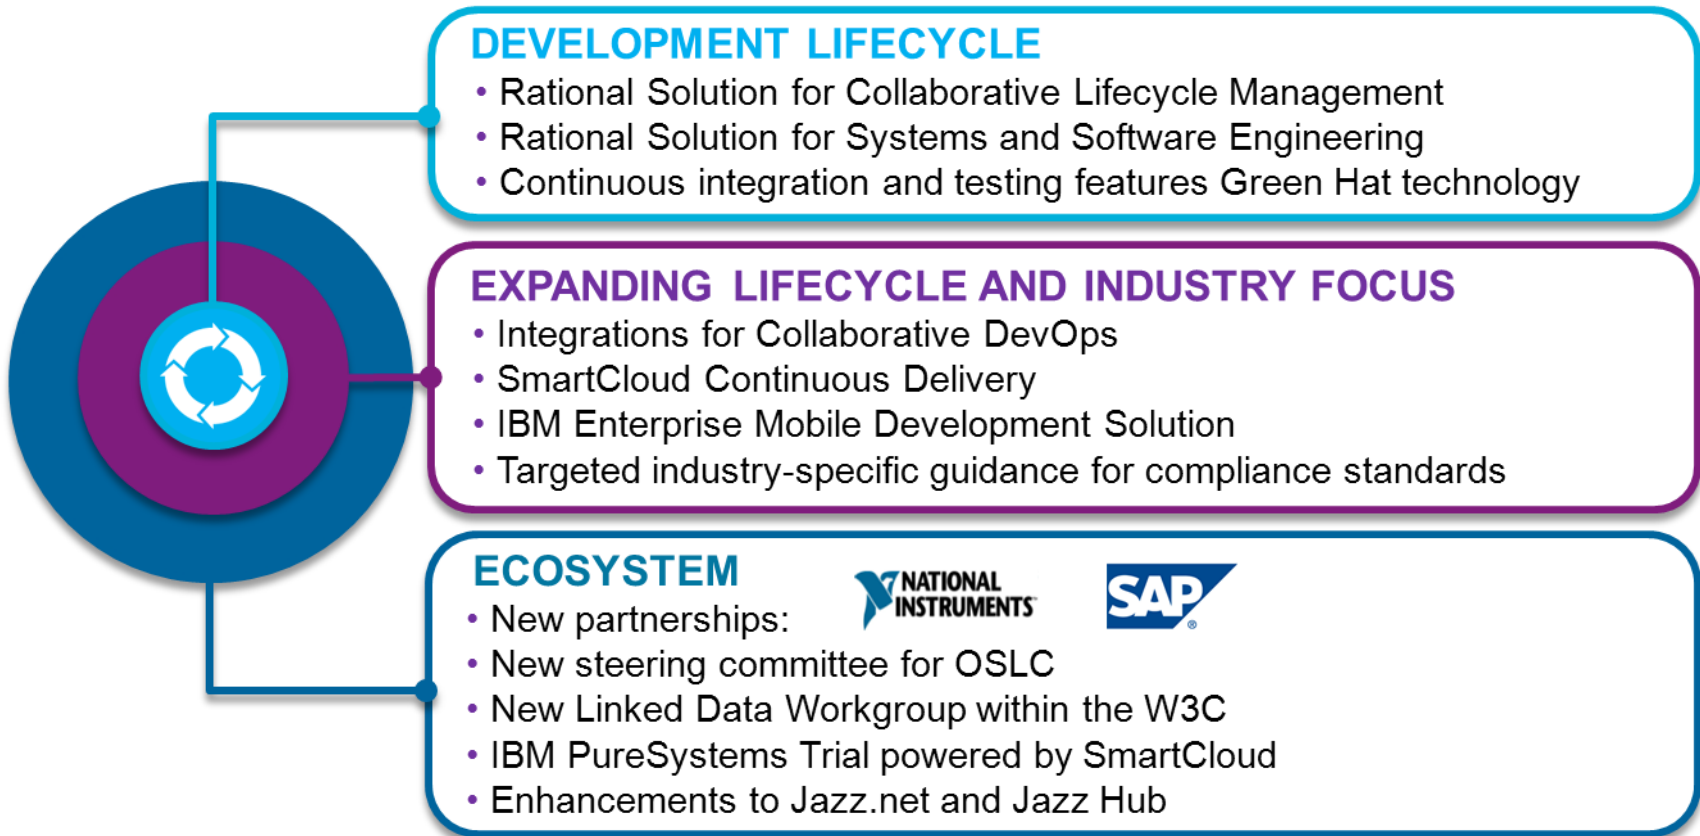 DEVELOPMENT LIFECYCLE
• Rational Solution for Collaborative Lifecycle Management
• Rational Solution for Systems and Software Engineering
• Continuous integration and testing features Green Hat technology
EXPANDING LIFECYCLE AND INDUSTRY FOCUS
• Integrations for Collaborative DevOps
• SmartCloud Continuous Delivery
• IBM Enterprise Mobile Development Solution
• Targeted industry-specific guidance for compliance standards
ECOSYSTEM
• New partnerships:
NATIONAL
INSTRUMENTS™
SAP®
• New steering committee for OSLC
• New Linked Data Workgroup within the W3C
• IBM PureSystems Trial powered by SmartCloud
• Enhancements to Jazz.net and Jazz Hub